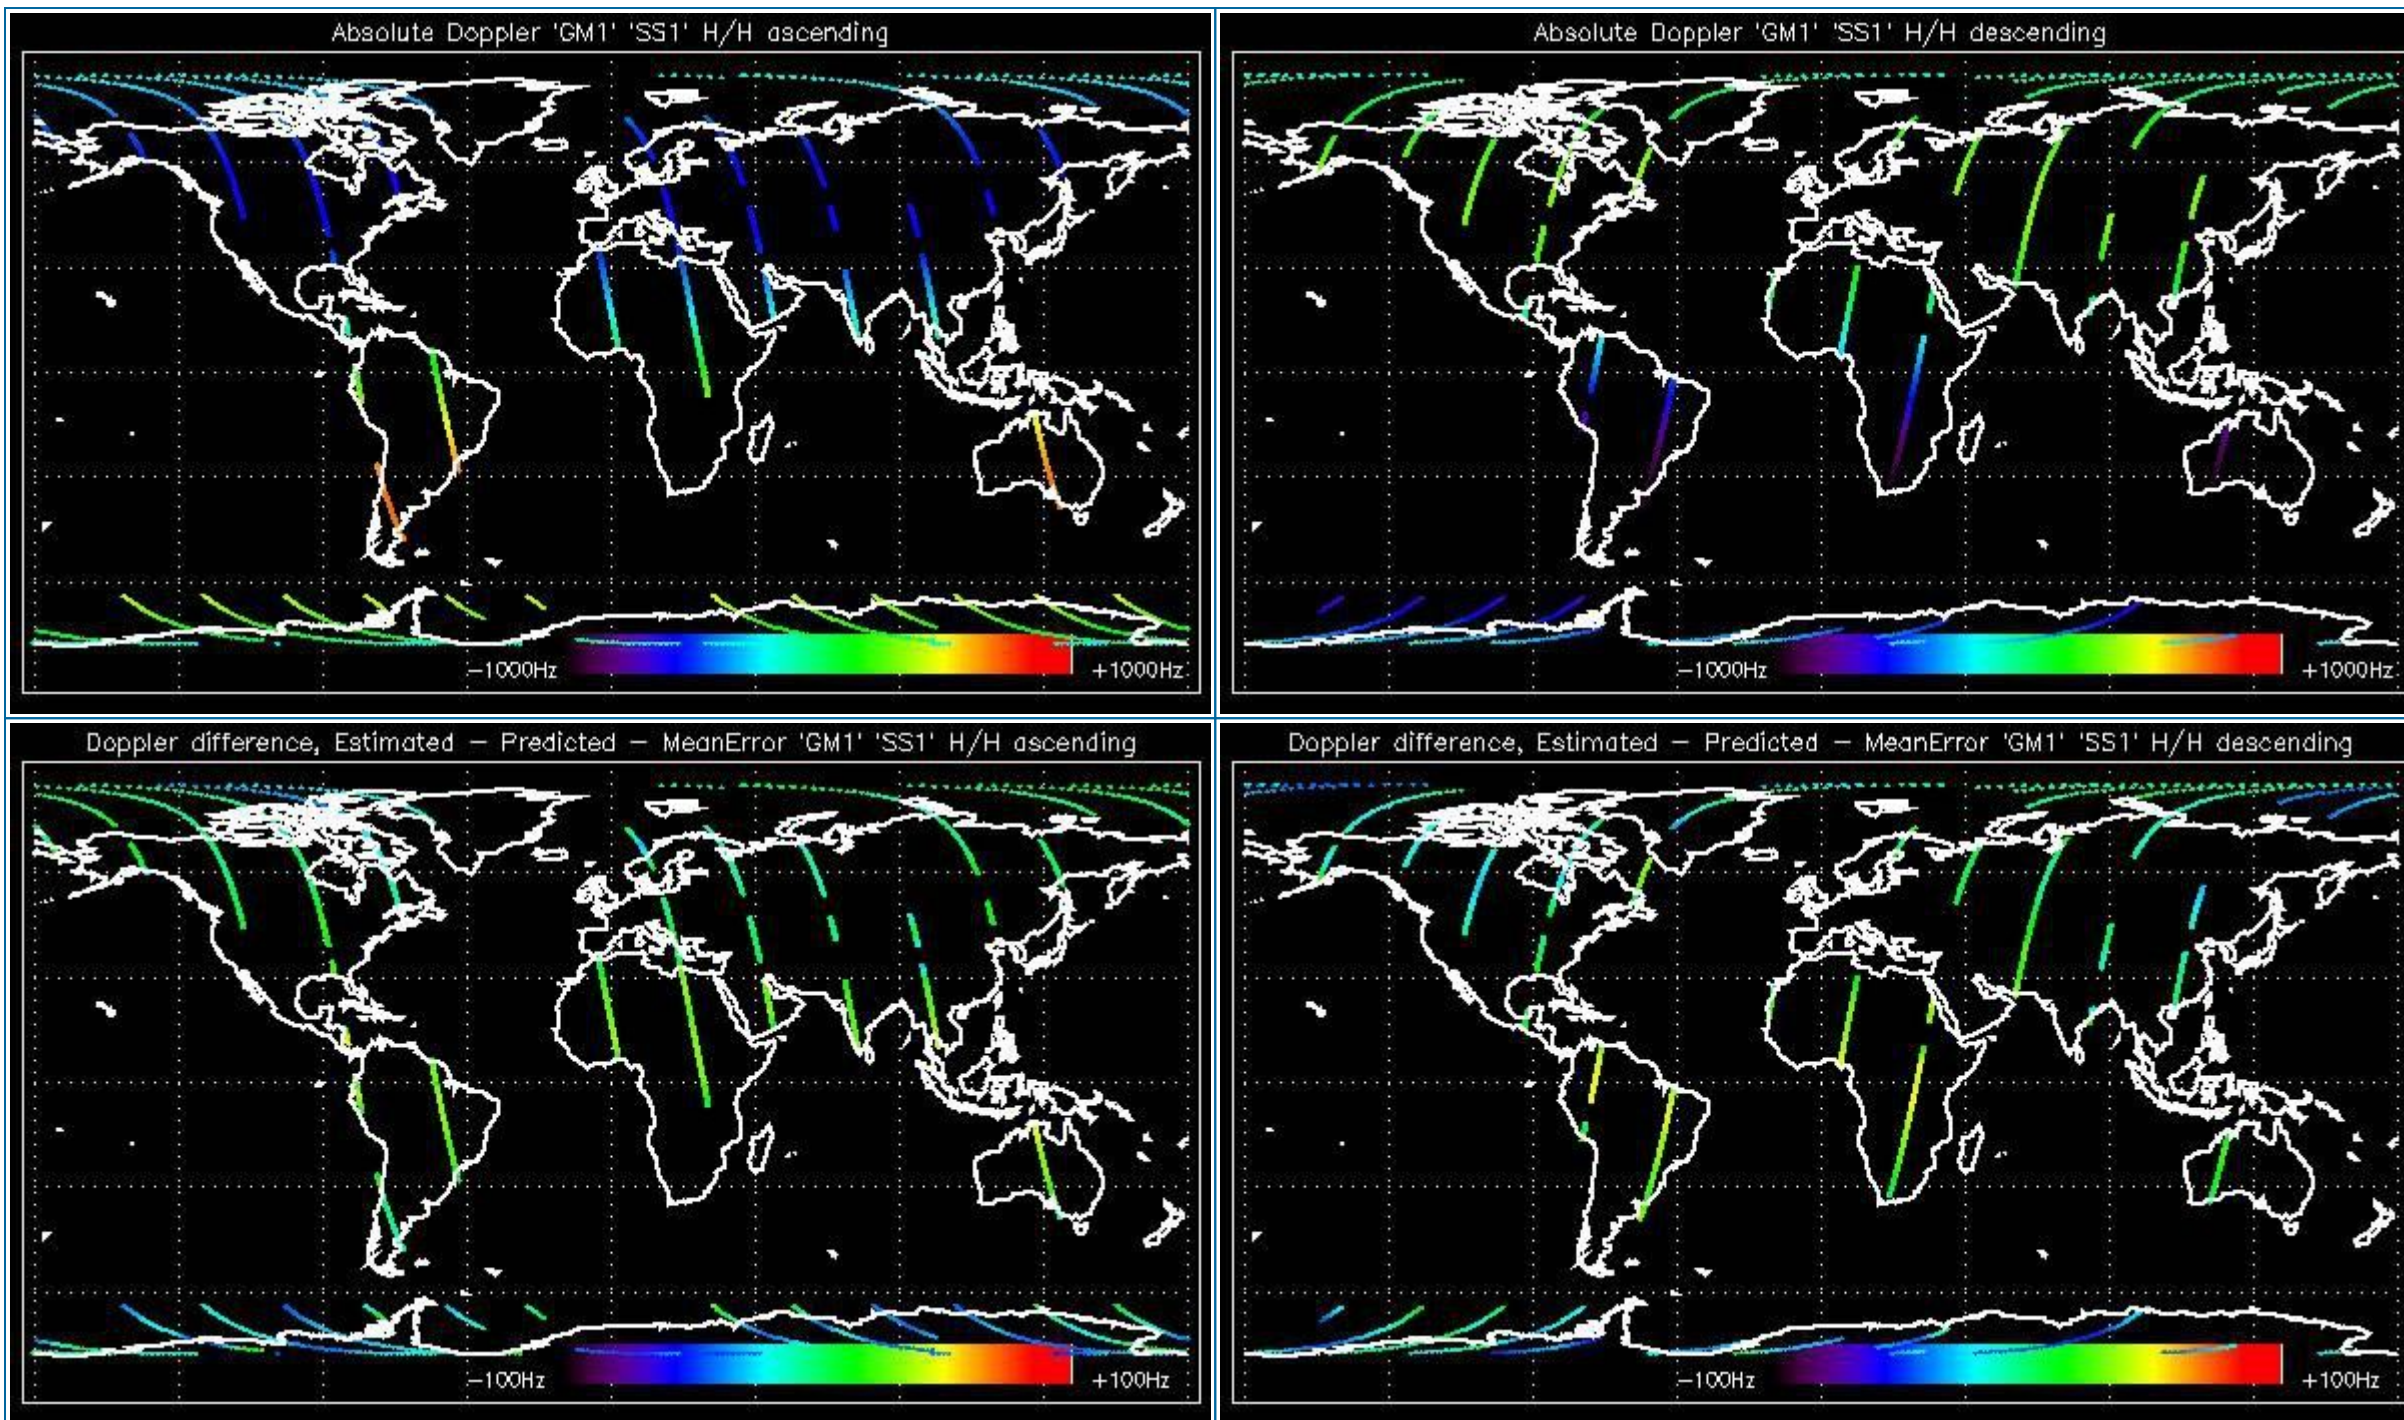 Absolute Doppler 'GM1' 'SS1' H/H ascending
−1000Hz
+1000Hz
Absolute Doppler 'GM1' 'SS1' H/H descending
−1000Hz
+1000Hz
Doppler difference, Estimated − Predicted − MeanError 'GM1' 'SS1' H/H ascending
−100Hz
+100Hz
Doppler difference, Estimated − Predicted − MeanError 'GM1' 'SS1' H/H descending
−100Hz
+100Hz